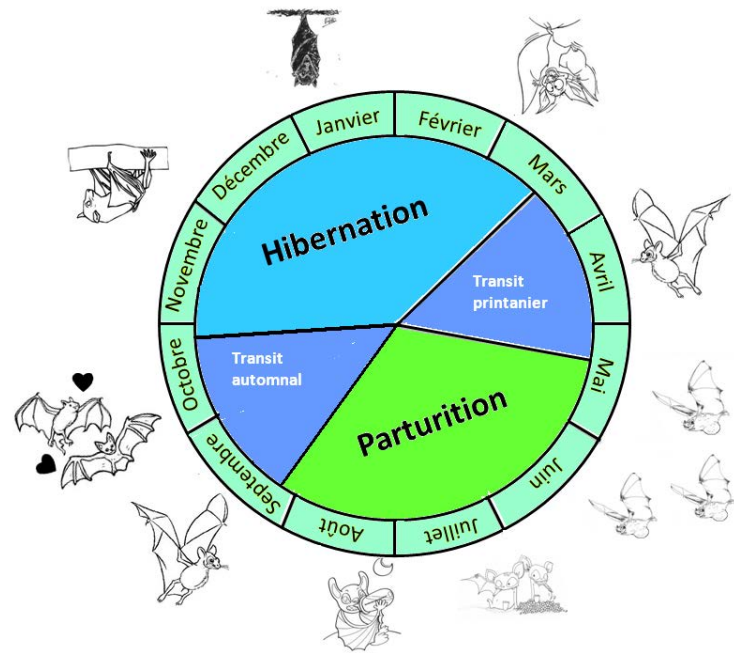 Janvier
Février
Mars
Avril
Mai
Juin
Juillet
Août
Septembre
Octobre
Novembre
Décembre
Hibernation
Transit
printanier
Parturition
Transit
automnal